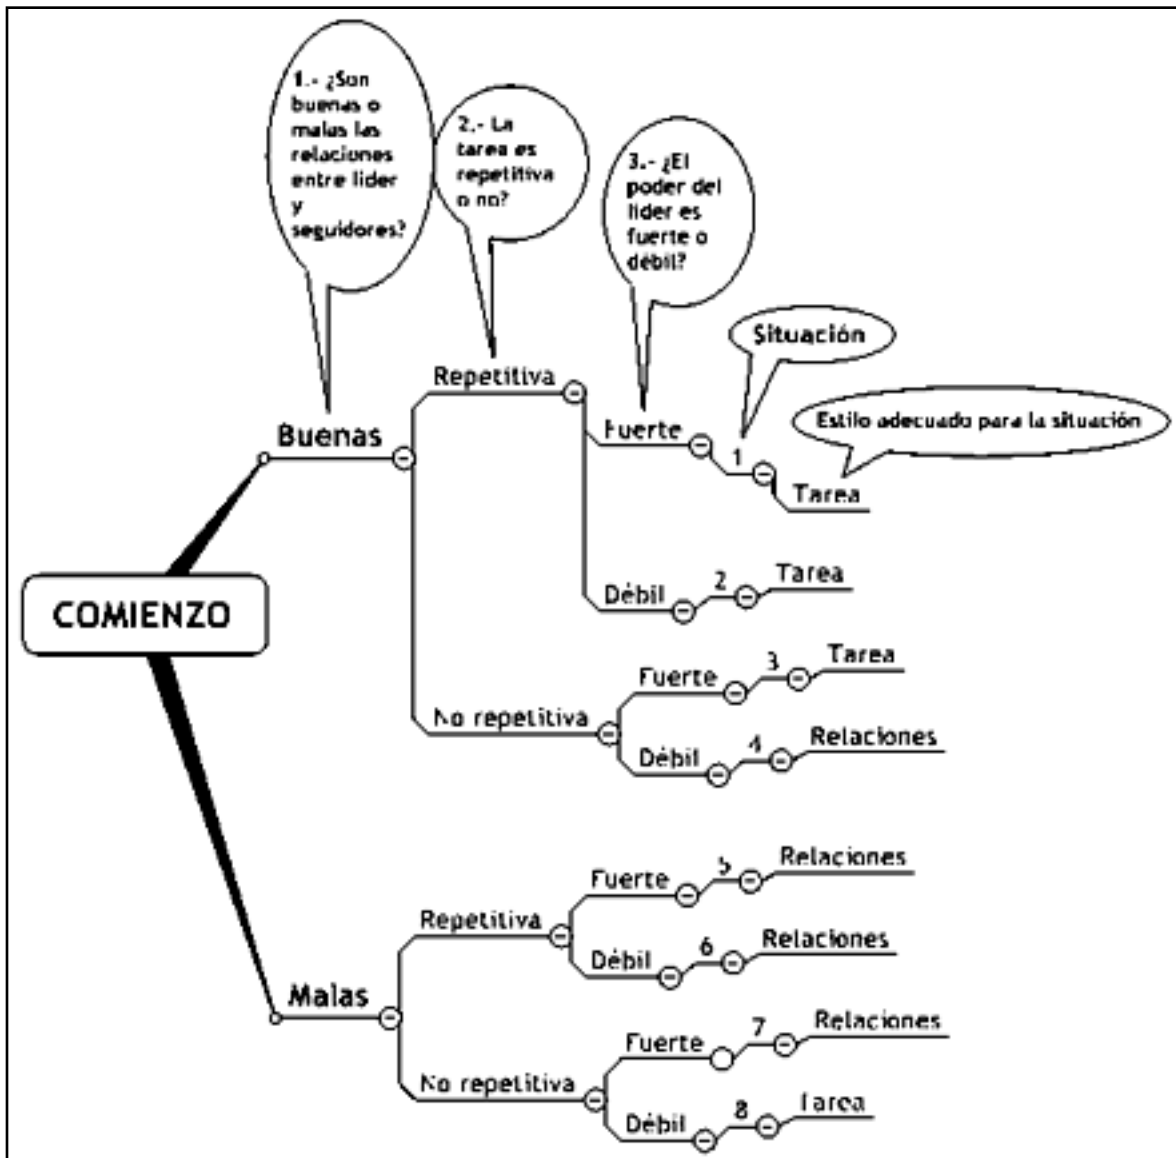 1.- ¿Son
buenas o
malas las
relaciones
entre líder
y
seguidores?
2.- La
tarea es
repetitiva
o no?
3.- ¿El
poder del
líder es
fuerte o
débil?
Situación
Estilo adecuado para la situación
COMIENZO
Buenas
Repetitiva
Fuerte
1
Tarea
Débil
2
Tarea
No repetitiva
Fuerte
3
Tarea
Débil
4
Relaciones
Malas
Repetitiva
Fuerte
5
Relaciones
Débil
6
Relaciones
No repetitiva
Fuerte
7
Relaciones
Débil
8
Tarea